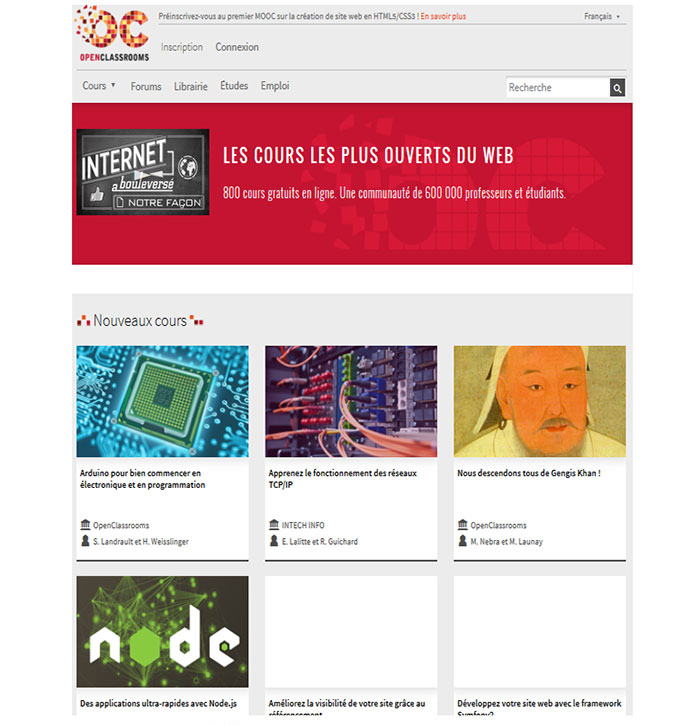 OC
OPENCLASSROOMS
Préinscrivez-vous au premier MOOC sur la création de site web en HTML5/CSS3 ! En savoir plus
Français
Inscription Connexion
Cours Forums Librairie Études Emploi
Recherche
INTERNET
a bouleversé
NOTRE FAÇON
LES COURS LES PLUS OUVERTS DU WEB
800 cours gratuits en ligne. Une communauté de 600 000 professeurs et étudiants.
Nouveaux cours
Arduino pour bien commencer en
électronique et en programmation
OpenClassrooms
S. Landrault et H. Weisslinger
Apprenez le fonctionnement des réseaux
TCP/IP
INTECH INFO
E. Lalitte et R. Guichard
Nous descendons tous de Gengis Khan !
OpenClassrooms
M. Nebra et M. Launay
node
Des applications ultra-rapides avec Node.js
Améliorez la visibilité de votre site grâce au
référencement
Développez votre site web avec le framework
Symfony2